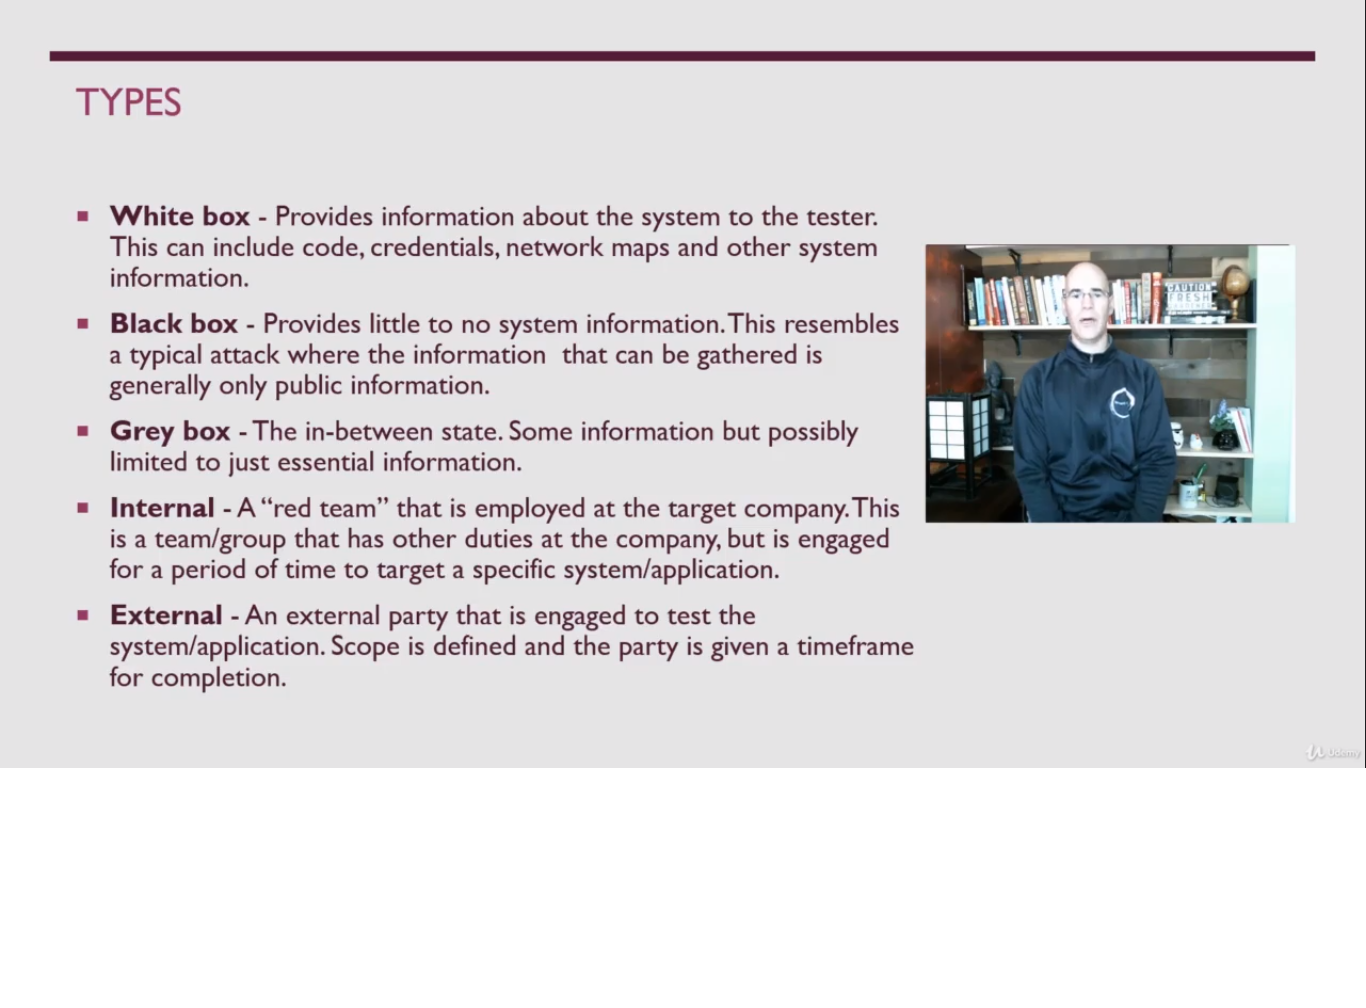 TYPES
White box - Provides information about the system to the tester.
This can include code, credentials, network maps and other system
information.
Black box - Provides little to no system information. This resembles
a typical attack where the information that can be gathered is
generally only public information.
Grey box - The in-between state. Some information but possibly
limited to just essential information.
Internal - A “red team” that is employed at the target company. This
is a team/group that has other duties at the company, but is engaged
for a period of time to target a specific system/application.
External - An external party that is engaged to test the
system/application. Scope is defined and the party is given a timeframe
for completion.
CAUTION
FRESH
Udemy